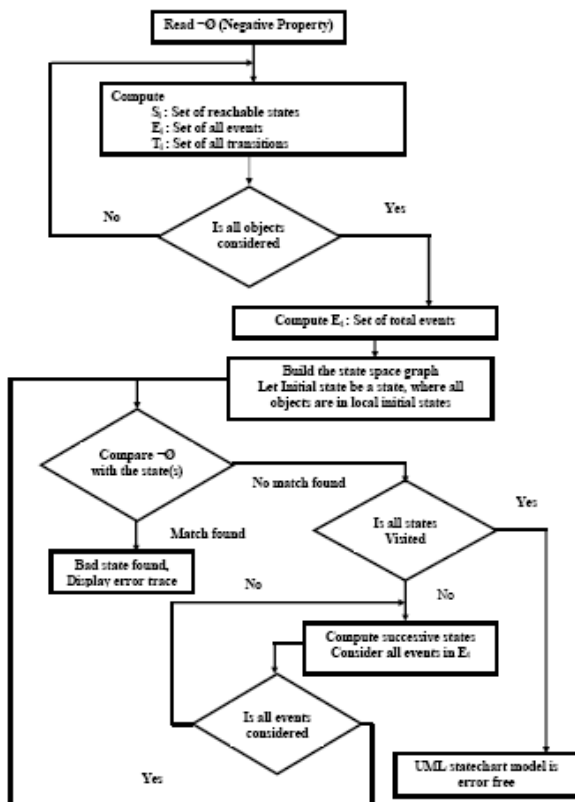 Read ¬Ø (Negative Property)
Compute
Sᵢ : Set of reachable states
Eᵢ : Set of all events
Tᵢ : Set of all transitions
No
Yes
Is all objects
considered
Compute Eₜ : Set of total events
Build the state space graph
Let Initial state be a state, where all
objects are in local initial states
Compare ¬Ø
with the state(s)
No match found
Yes
Is all states
Visited
Match found
Bad state found,
Display error trace
No
No
Compute successive states
Consider all events in Eₜ
Is all events
considered
Yes
UML statechart model is
error free